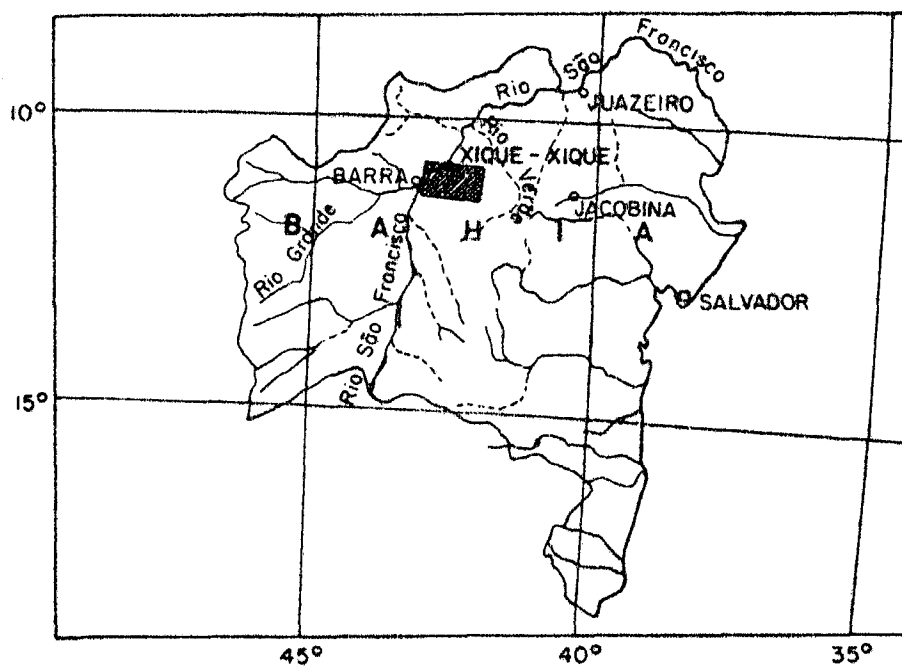 Rio São Francisco
10°
JUAZEIRO
Rio Verde
XIQUE - XIQUE
BARRA
JACOBINA
B A H I A
Rio Grande
Rio São Francisco
SALVADOR
15°
45° 40° 35°